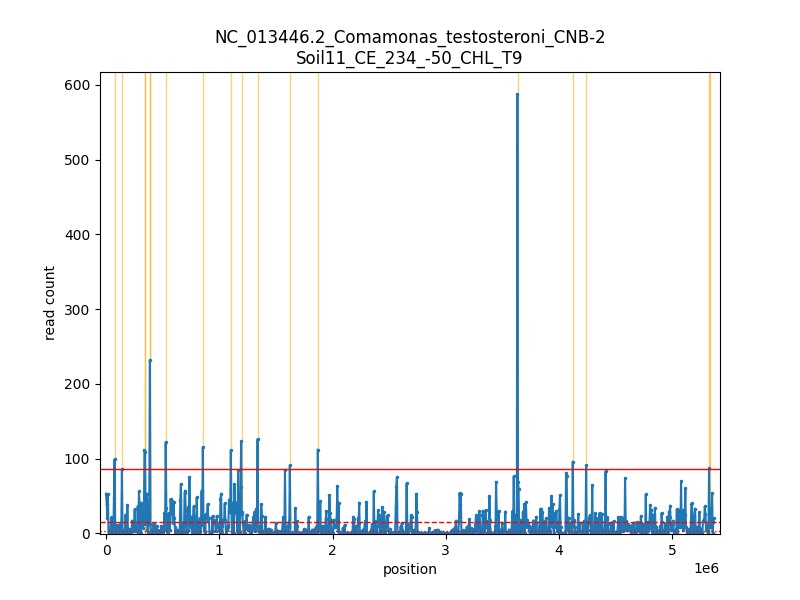 NC_013446.2_Comamonas_testosteroni_CNB-2
Soil11_CE_234_-50_CHL_T9
600
500
400
300
200
100
0
read count
0
1
2
3
4
5
1e6
position